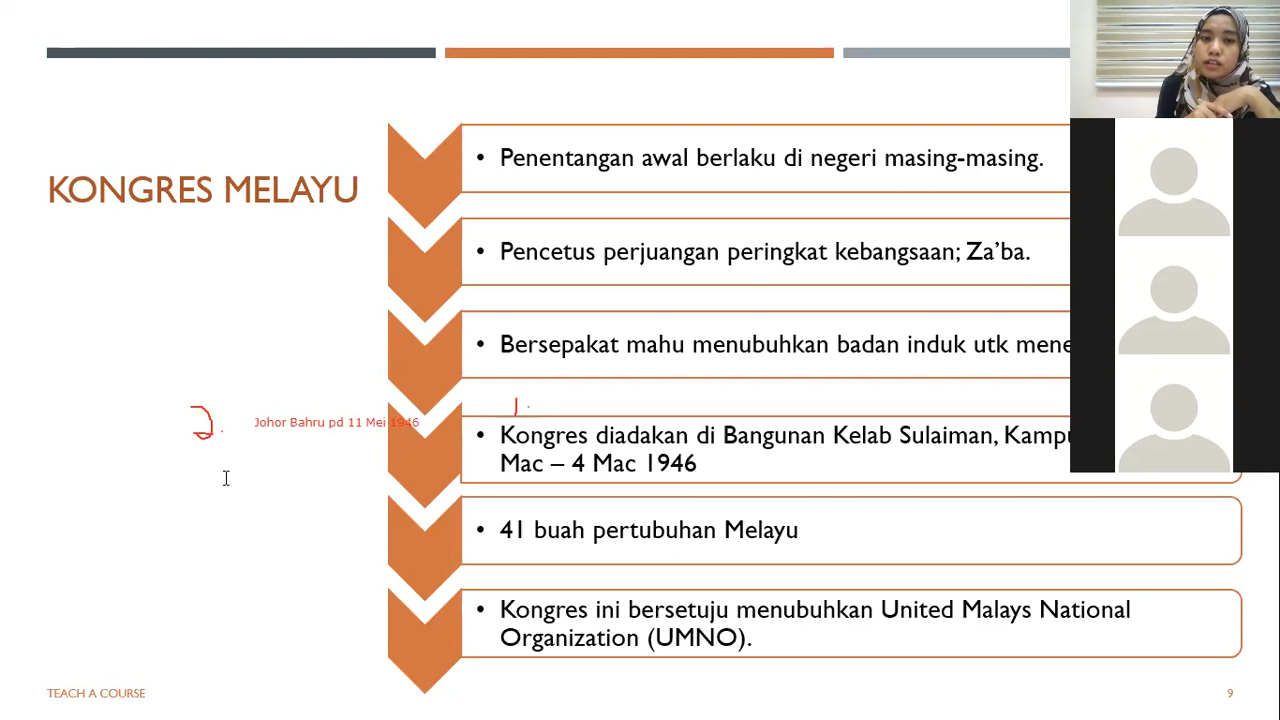 KONGRES MELAYU
• Penentangan awal berlaku di negeri masing-masing.
• Pencetus perjuangan peringkat kebangsaan; Za’ba.
• Bersepakat mahu menubuhkan badan induk utk
1.
• Kongres diadakan di Bangunan Kelab Sulaiman,
Mac – 4 Mac 1946
2. Johor Bahru pd 11 Mei 1946
• 41 buah pertubuhan Melayu
• Kongres ini bersetuju menubuhkan United Malays National
Organization (UMNO).
TEACH A COURSE
9